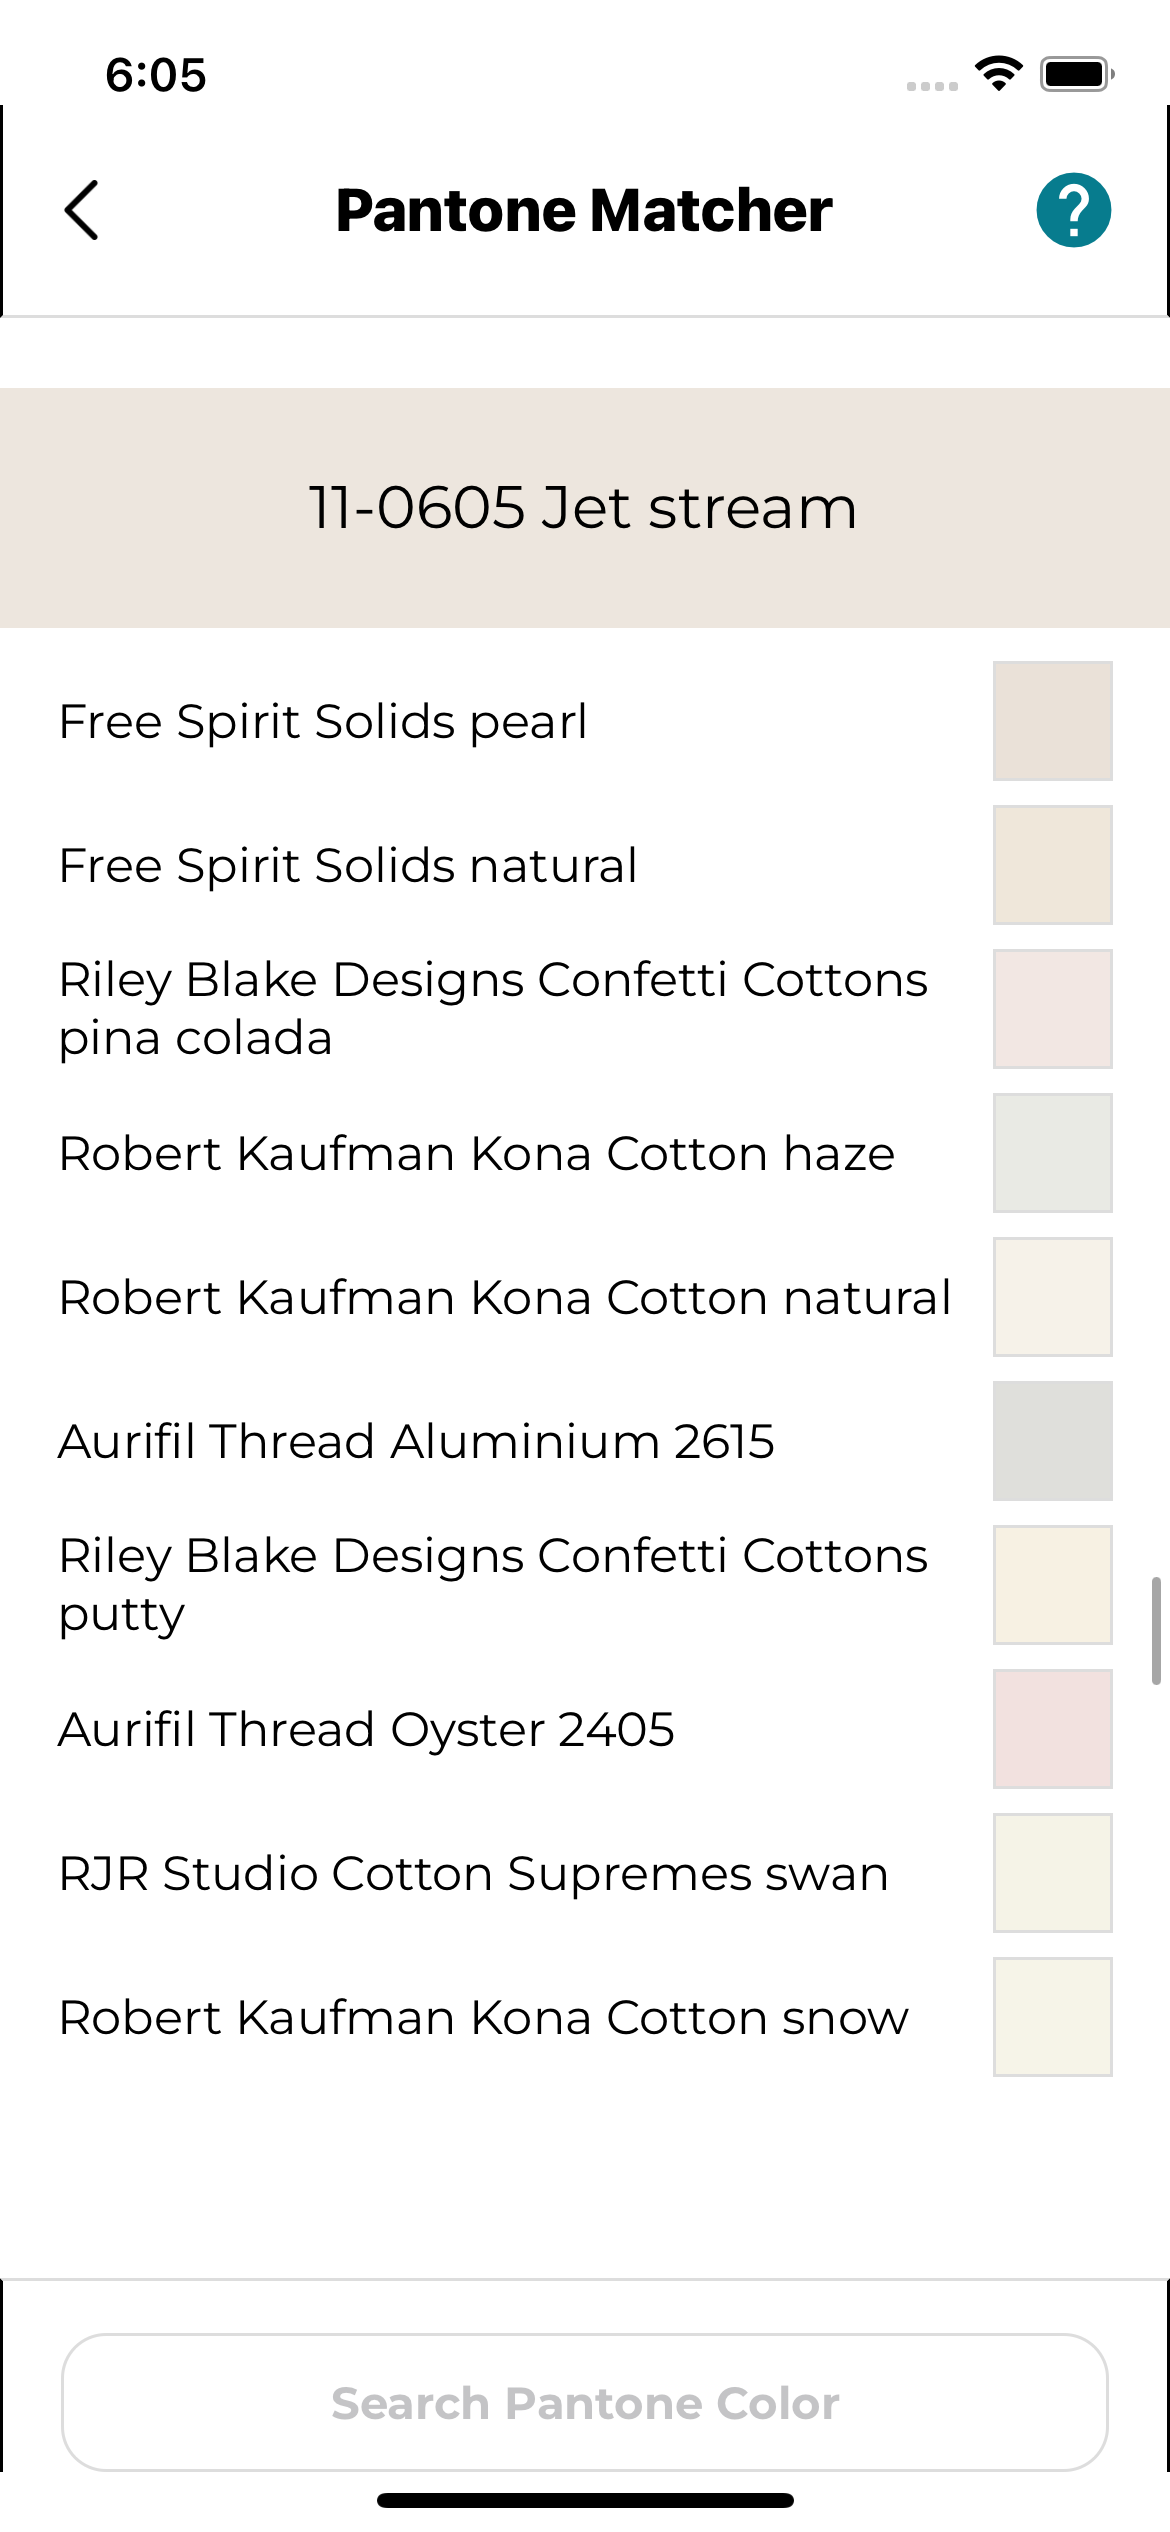 6:05
Pantone Matcher
?
11-0605 Jet stream
Free Spirit Solids pearl
Free Spirit Solids natural
Riley Blake Designs Confetti Cottons
pina colada
Robert Kaufman Kona Cotton haze
Robert Kaufman Kona Cotton natural
Aurifil Thread Aluminium 2615
Riley Blake Designs Confetti Cottons
putty
Aurifil Thread Oyster 2405
RJR Studio Cotton Supremes swan
Robert Kaufman Kona Cotton snow
Search Pantone Color